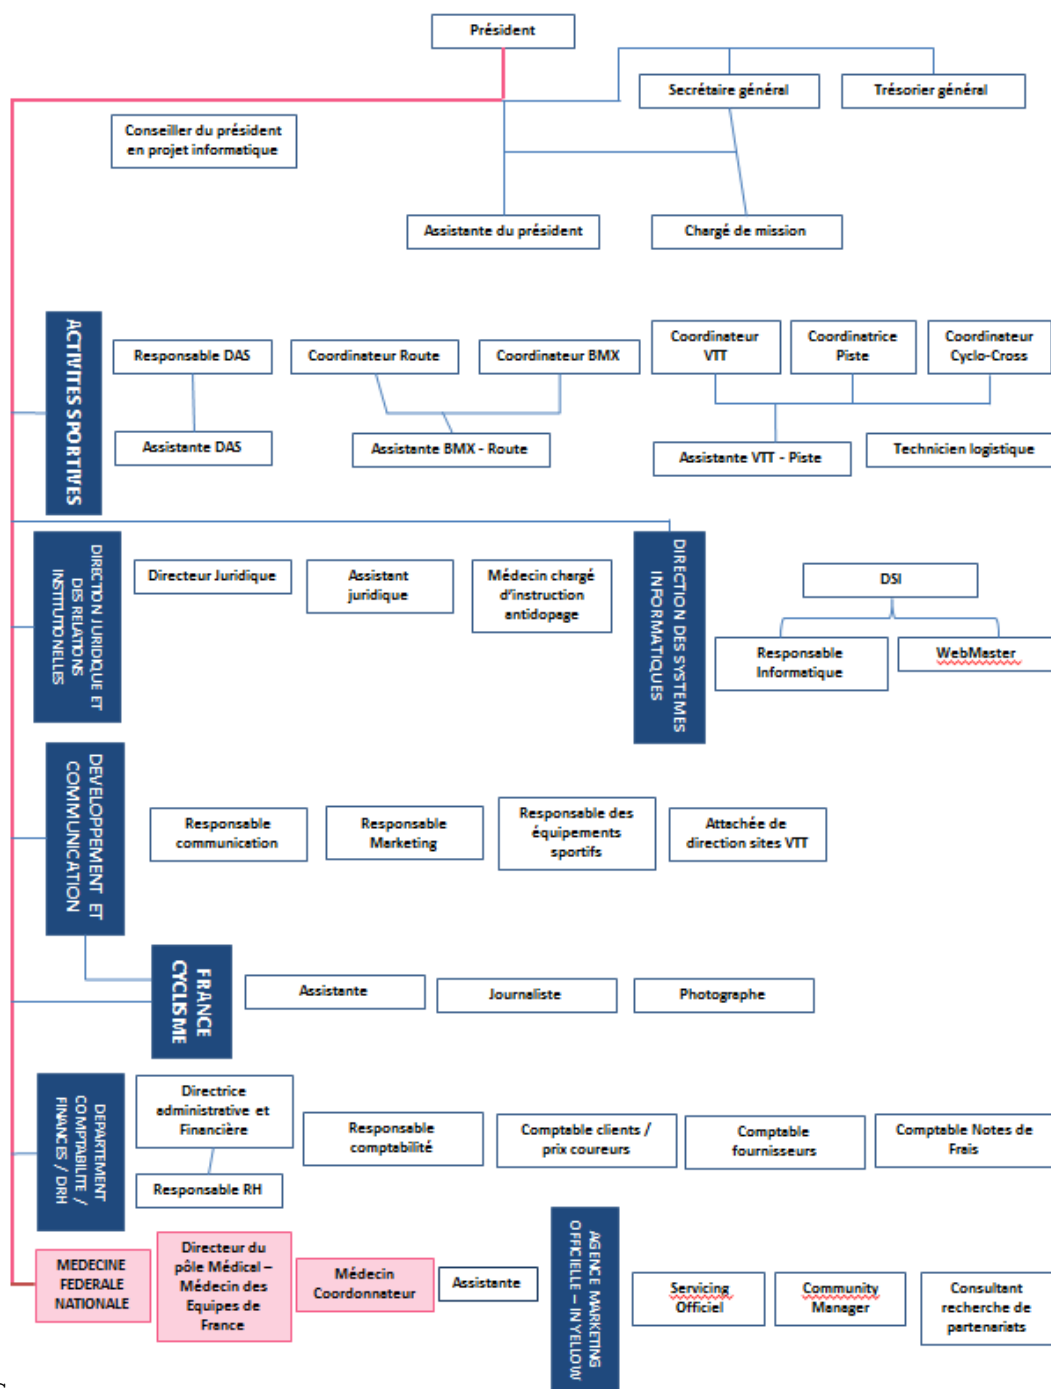 Président
Secrétaire général
Trésorier général
Conseiller du président
en projet informatique
Assistante du président
Chargé de mission
ACTIVITES SPORTIVES
Responsable DAS
Coordinateur Route
Coordinateur BMX
Coordinateur
VTT
Coordinatrice
Piste
Coordinateur
Cyclo-Cross
Assistante DAS
Assistante BMX - Route
Assistante VTT - Piste
Technicien logistique
DIRECTION JURIDIQUE ET
DES RELATIONS
INSTITUTIONELLES
Directeur Juridique
Assistant
juridique
Médecin chargé
d'instruction
antidopage
DIRECTION DES SYSTEMES
INFORMATIQUES
DSI
Responsable
Informatique
WebMaster
DEVELOPPEMENT ET
COMMUNICATION
Responsable
communication
Responsable
Marketing
Responsable des
équipements
sportifs
Attachée de
direction sites VTT
FRANCE
CYCLISME
Assistante
Journaliste
Photographe
DEPARTEMENT
COMPTABILITE /
FINANCES / DRH
Directrice
administrative et
Financière
Responsable
comptabilité
Comptable clients /
prix coureurs
Comptable
fournisseurs
Comptable Notes de
Frais
Responsable RH
MEDECINE
FEDERALE
NATIONALE
Directeur du
pôle Médical –
Médecin des
Equipes de
France
Médecin
Coordonnateur
Assistante
AGENCE MARKETING
OFFICIELLE – IN YELLOW
Servicing
Officiel
Community
Manager
Consultant
recherche de
partenariats